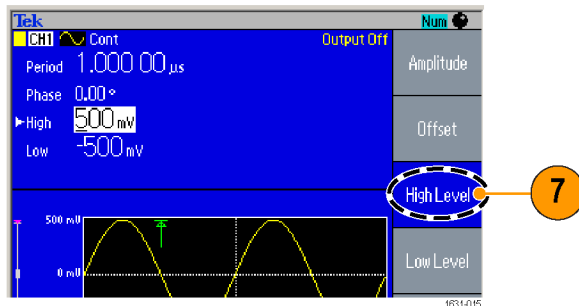 Tek
Num
CH1 Cont
Output Off
Period 1.000 00 µs
Phase 0.00 °
High 500 mV
Low -500 mV
Amplitude
Offset
High Level
7
Low Level
500 mV
0 mV
1631-015